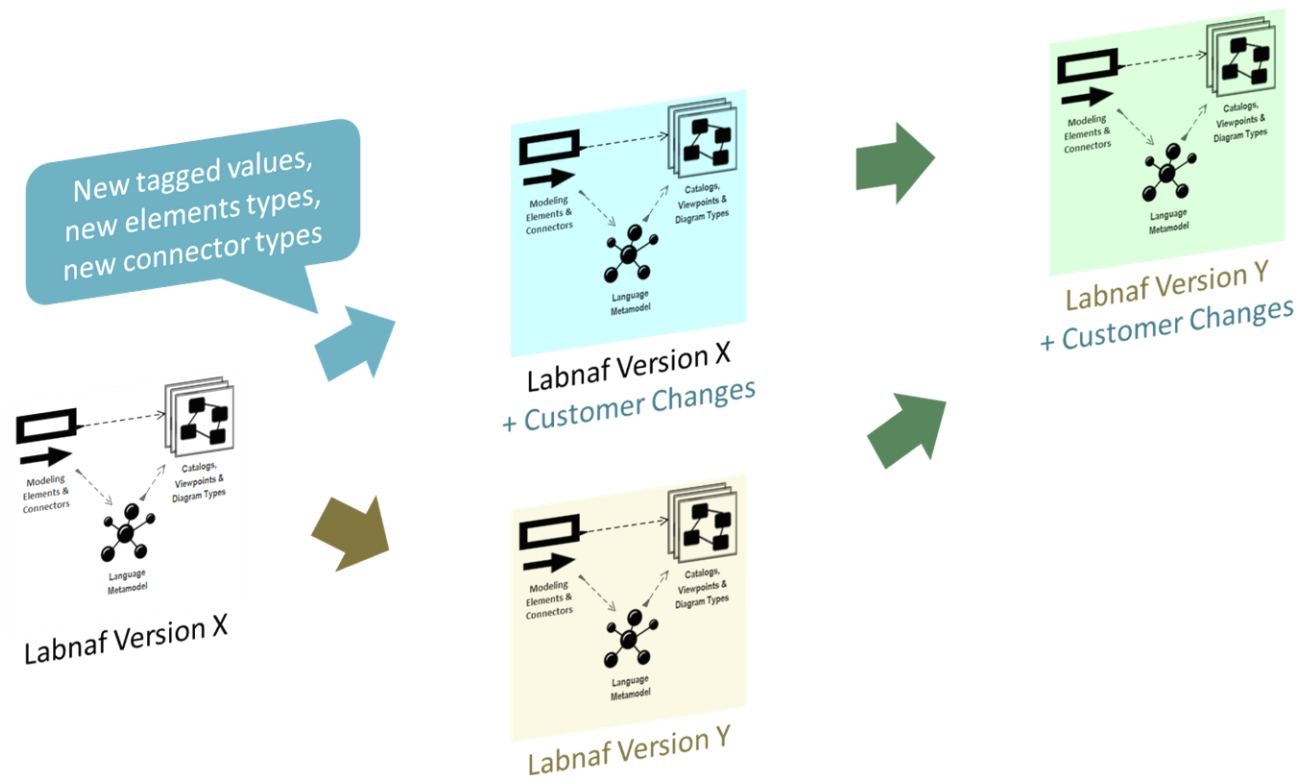 New tagged values,
new elements types,
new connector types
Modeling
Elements &
Connectors
Catalogs,
Viewpoints &
Diagram Types
Language
Metamodel
Labnaf Version X
Modeling
Elements &
Connectors
Catalogs,
Viewpoints &
Diagram Types
Language
Metamodel
Labnaf Version X
+ Customer Changes
Modeling
Elements &
Connectors
Catalogs,
Viewpoints &
Diagram Types
Language
Metamodel
Labnaf Version Y
Modeling
Elements &
Connectors
Catalogs,
Viewpoints &
Diagram Types
Language
Metamodel
Labnaf Version Y
+ Customer Changes